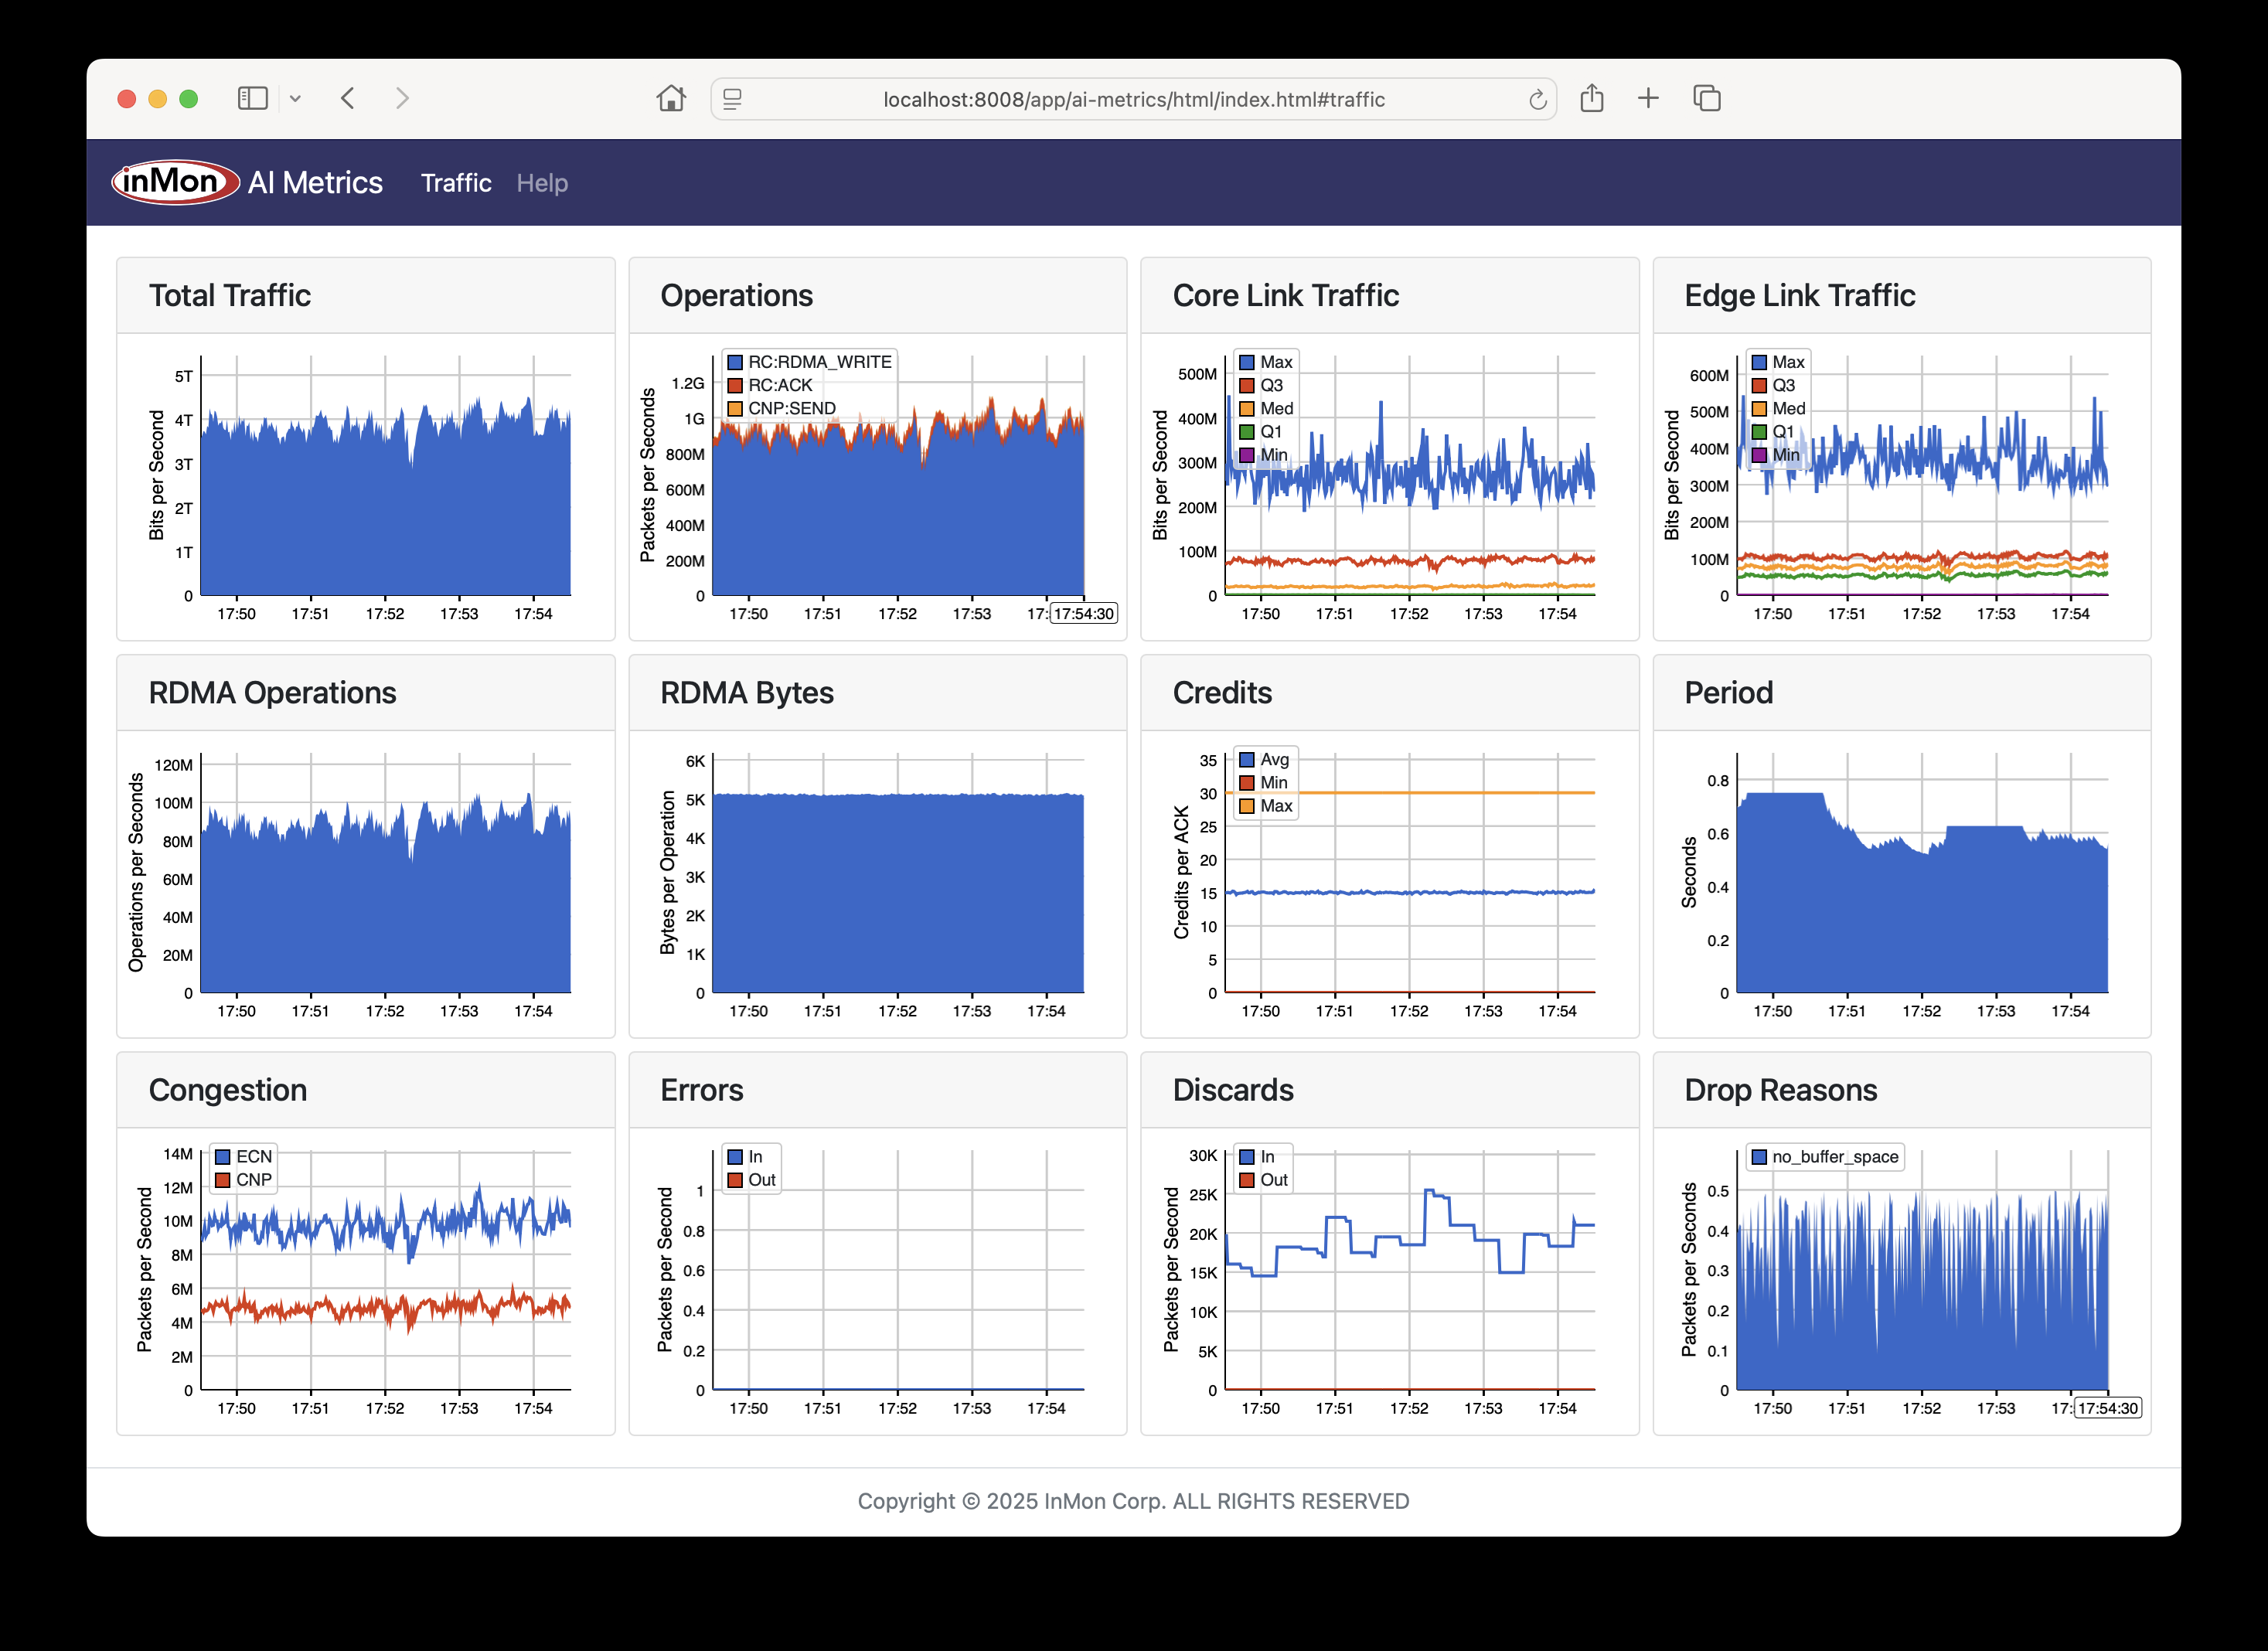 localhost:8008/app/ai-metrics/html/index.html#traffic
inMon AI Metrics Traffic Help
Total Traffic
Bits per Second
5T
4T
3T
2T
1T
0
17:50 17:51 17:52 17:53 17:54
Operations
Packets per Seconds
RC:RDMA_WRITE
RC:ACK
CNP:SEND
1.2G
1G
800M
600M
400M
200M
0
17:50 17:51 17:52 17:53 17: 17:54:30
Core Link Traffic
Bits per Second
Max
Q3
Med
Q1
Min
500M
400M
300M
200M
100M
0
17:50 17:51 17:52 17:53 17:54
Edge Link Traffic
Bits per Second
Max
Q3
Med
Q1
Min
600M
500M
400M
300M
200M
100M
0
17:50 17:51 17:52 17:53 17:54
RDMA Operations
Operations per Seconds
120M
100M
80M
60M
40M
20M
0
17:50 17:51 17:52 17:53 17:54
RDMA Bytes
Bytes per Operation
6K
5K
4K
3K
2K
1K
0
17:50 17:51 17:52 17:53 17:54
Credits
Credits per ACK
Avg
Min
Max
35
30
25
20
15
10
5
0
17:50 17:51 17:52 17:53 17:54
Period
Seconds
0.8
0.6
0.4
0.2
0
17:50 17:51 17:52 17:53 17:54
Congestion
Packets per Second
ECN
CNP
14M
12M
10M
8M
6M
4M
2M
0
17:50 17:51 17:52 17:53 17:54
Errors
Packets per Second
In
Out
1
0.8
0.6
0.4
0.2
0
17:50 17:51 17:52 17:53 17:54
Discards
Packets per Second
In
Out
30K
25K
20K
15K
10K
5K
0
17:50 17:51 17:52 17:53 17:54
Drop Reasons
Packets per Seconds
no_buffer_space
0.5
0.4
0.3
0.2
0.1
0
17:50 17:51 17:52 17:53 17: 17:54:30
Copyright © 2025 InMon Corp. ALL RIGHTS RESERVED